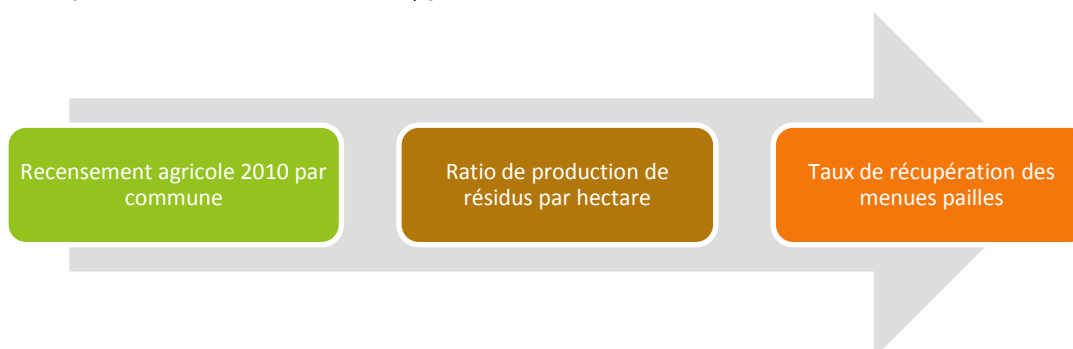 Recensement agricole 2010 par
commune
Ratio de production de
résidus par hectare
Taux de récupération des
menues pailles